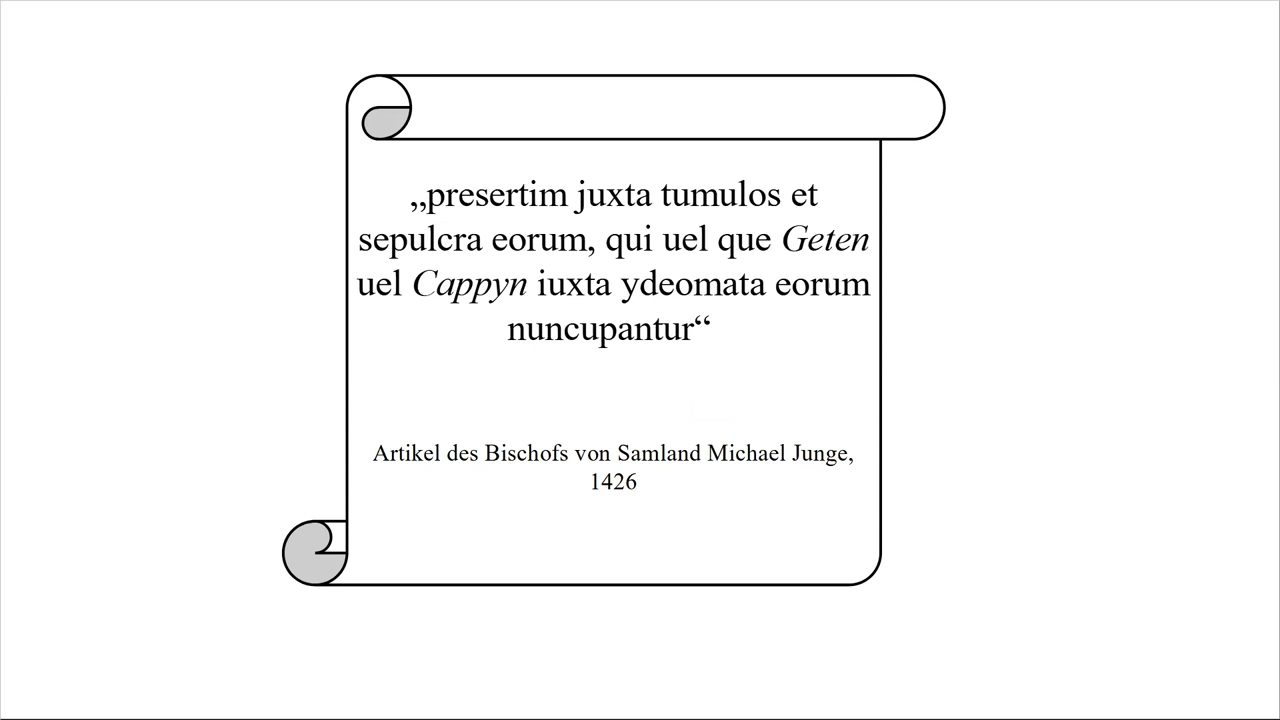 „presertim juxta tumulos et
sepulcra eorum, qui uel que Geten
uel Cappyn iuxta ydeomata eorum
nuncupantur“
Artikel des Bischofs von Samland Michael Junge,
1426